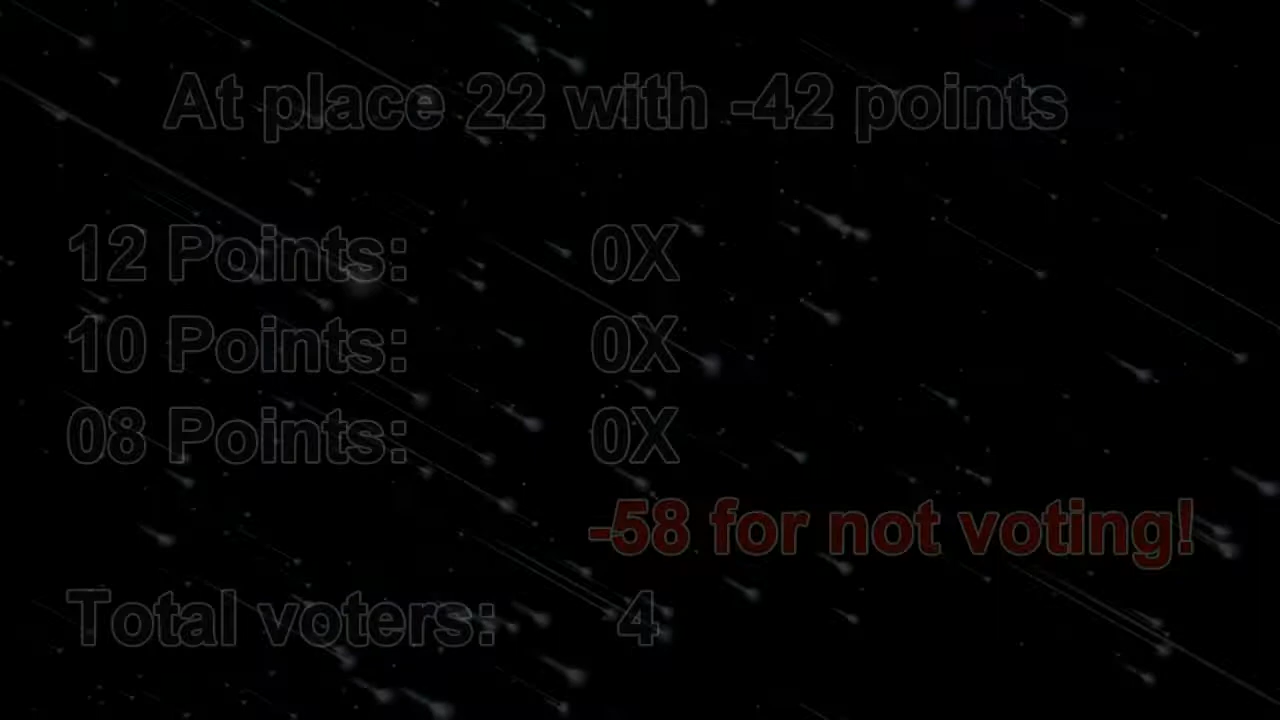 At place 22 with -42 points
12 Points: 0X
10 Points: 0X
08 Points: 0X
-58 for not voting!
Total voters: 4